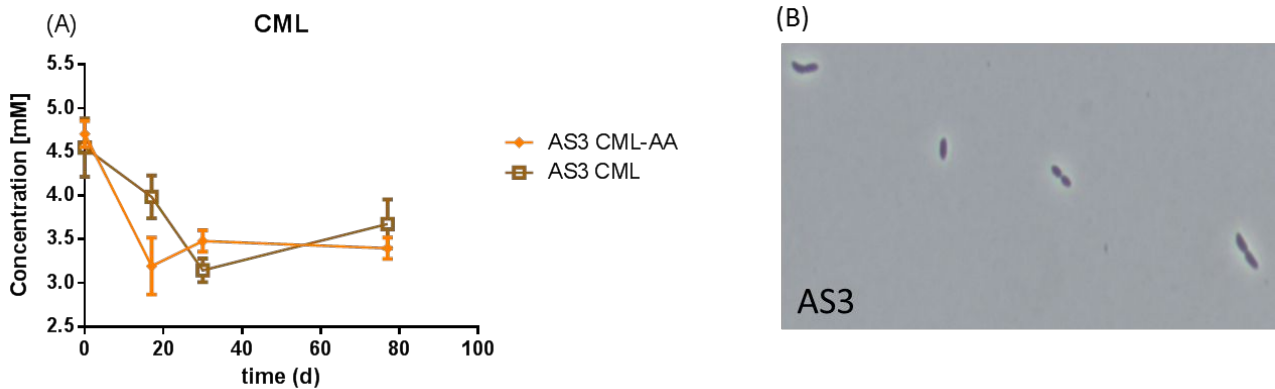 (A)
CML
Concentration [mM]
5.5
5.0
4.5
4.0
3.5
3.0
2.5
0 20 40 60 80 100
time (d)
AS3 CML-AA
AS3 CML
(B)
AS3